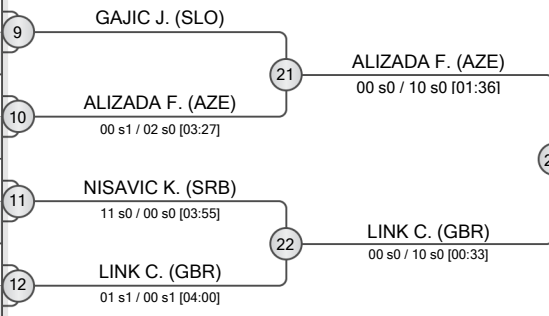 9
GAJIC J. (SLO)
21
ALIZADA F. (AZE)
00 s0 / 10 s0 [01:36]
10
ALIZADA F. (AZE)
00 s1 / 02 s0 [03:27]
11
NISAVIC K. (SRB)
11 s0 / 00 s0 [03:55]
22
LINK C. (GBR)
00 s0 / 10 s0 [00:33]
12
LINK C. (GBR)
01 s1 / 00 s1 [04:00]